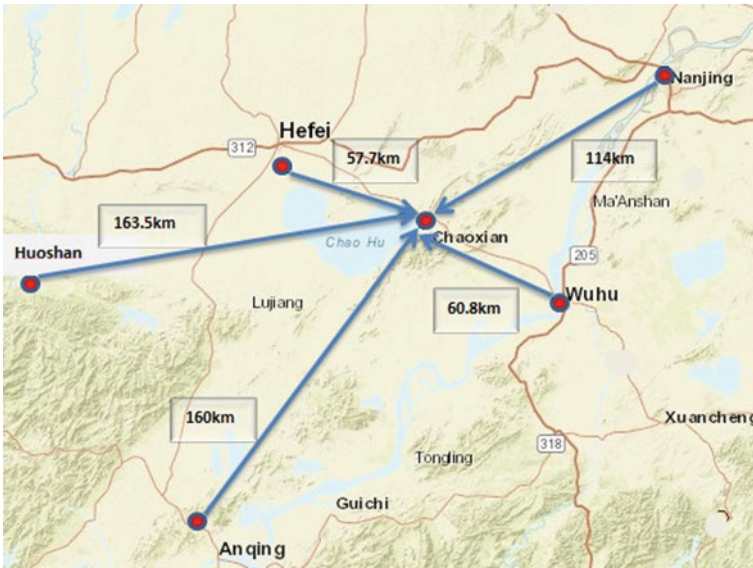 Nanjing
Hefei
312
57.7km
114km
Ma'Anshan
163.5km
Chaoxian
Chao Hu
Huoshan
205
Lujiang
Wuhu
60.8km
160km
Xuancheng
318
Tongling
Guichi
Anqing